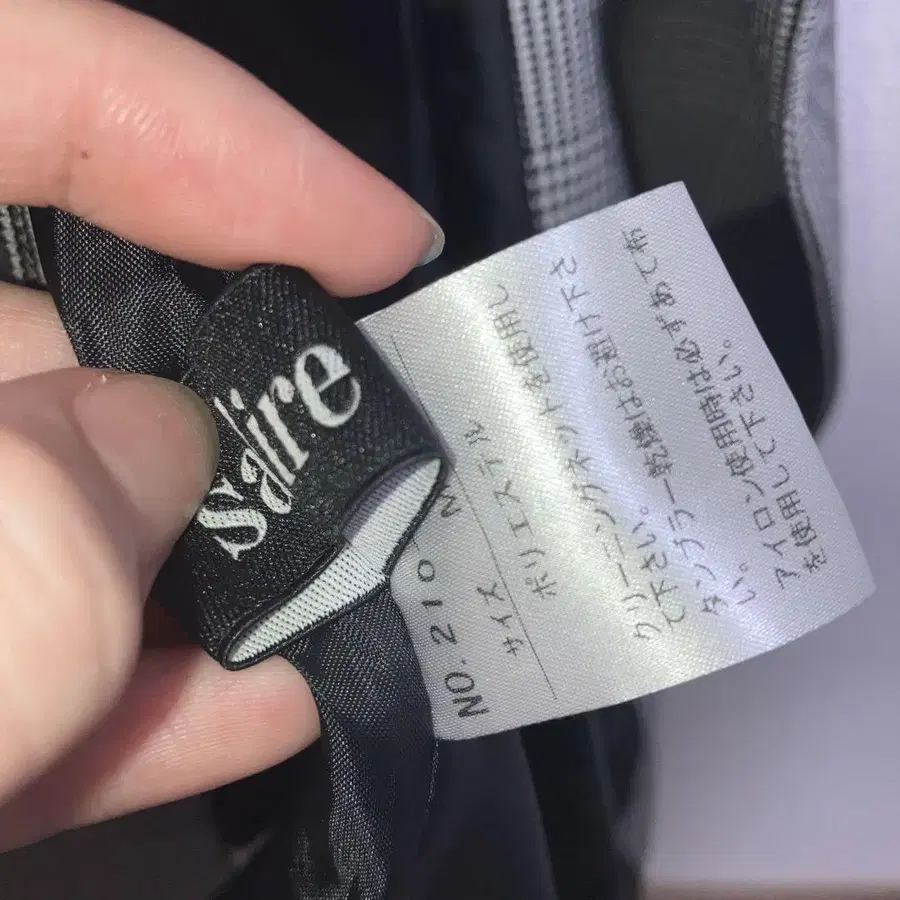 Salire
NO. 210
サイズ M
ポリエステル
クリーニングネットを使用し
て下さい。
タンブラー乾燥はお避け下さ
い。
アイロン使用時は必ずあて布
を使用して下さい。